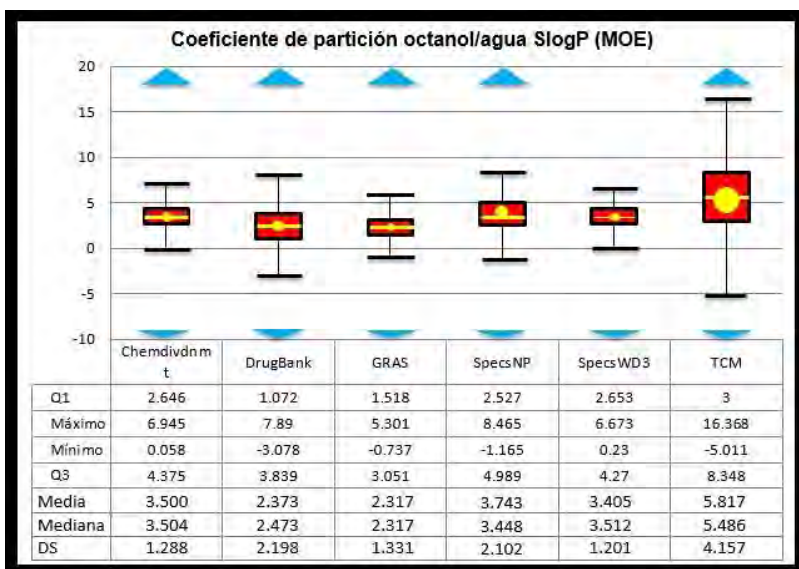 Coeficiente de partición octanol/agua SlogP (MOE)
20
15
10
5
0
-5
-10
Chemdivdnm
t
DrugBank GRAS SpecsNP SpecsWD3 TCM
Q1 2.646 1.072 1.518 2.527 2.653 3
Máximo 6.945 7.89 5.301 8.465 6.673 16.368
Mínimo 0.058 -3.078 -0.737 -1.165 0.23 -5.011
Q3 4.375 3.839 3.051 4.989 4.27 8.348
Media 3.500 2.373 2.317 3.743 3.405 5.817
Mediana 3.504 2.473 2.317 3.448 3.512 5.486
DS 1.288 2.198 1.331 2.102 1.201 4.157